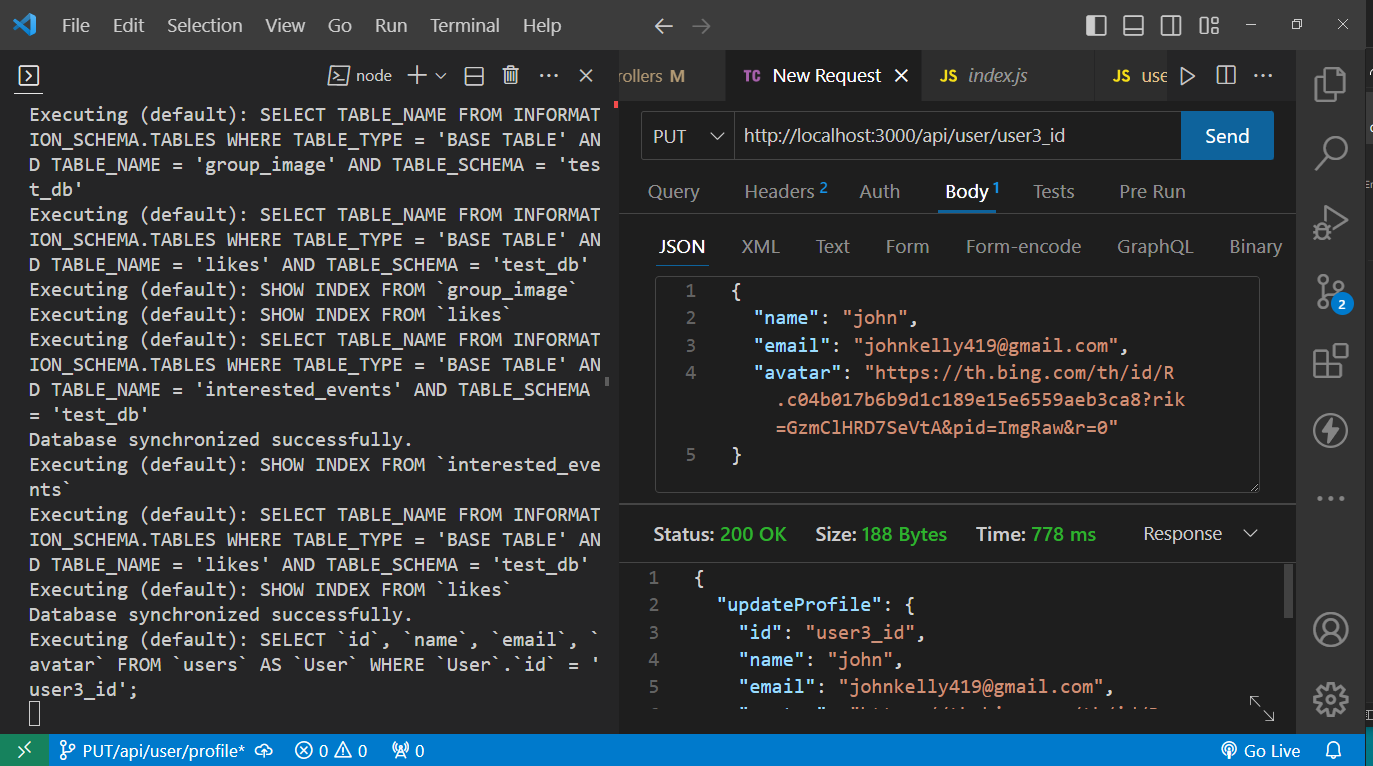 File Edit Selection View Go Run Terminal Help
node
Executing (default): SELECT TABLE_NAME FROM INFORMAT
ION_SCHEMA.TABLES WHERE TABLE_TYPE = 'BASE TABLE' AN
D TABLE_NAME = 'group_image' AND TABLE_SCHEMA = 'tes
t_db'
Executing (default): SELECT TABLE_NAME FROM INFORMAT
ION_SCHEMA.TABLES WHERE TABLE_TYPE = 'BASE TABLE' AN
D TABLE_NAME = 'likes' AND TABLE_SCHEMA = 'test_db'
Executing (default): SHOW INDEX FROM `group_image`
Executing (default): SHOW INDEX FROM `likes`
Executing (default): SELECT TABLE_NAME FROM INFORMAT
ION_SCHEMA.TABLES WHERE TABLE_TYPE = 'BASE TABLE' AN
D TABLE_NAME = 'interested_events' AND TABLE_SCHEMA
= 'test_db'
Database synchronized successfully.
Executing (default): SHOW INDEX FROM `interested_eve
nts`
Executing (default): SELECT TABLE_NAME FROM INFORMAT
ION_SCHEMA.TABLES WHERE TABLE_TYPE = 'BASE TABLE' AN
D TABLE_NAME = 'likes' AND TABLE_SCHEMA = 'test_db'
Executing (default): SHOW INDEX FROM `likes`
Database synchronized successfully.
Executing (default): SELECT `id`, `name`, `email`, `
avatar` FROM `users` AS `User` WHERE `User`.`id` = '
user3_id';
rollers M TC New Request JS index.js JS use
PUT http://localhost:3000/api/user/user3_id Send
Query Headers 2 Auth Body 1 Tests Pre Run
JSON XML Text Form Form-encode GraphQL Binary
1 {
2 "name": "john",
3 "email": "johnkelly419@gmail.com",
4 "avatar": "https://th.bing.com/th/id/R
.c04b017b6b9d1c189e15e6559aeb3ca8?rik
=GzmClHRD7SeVtA&pid=ImgRaw&r=0"
5 }
Status: 200 OK Size: 188 Bytes Time: 778 ms Response
1 {
2 "updateProfile": {
3 "id": "user3_id",
4 "name": "john",
5 "email": "johnkelly419@gmail.com",
2
PUT/api/user/profile* 0 0 0 Go Live